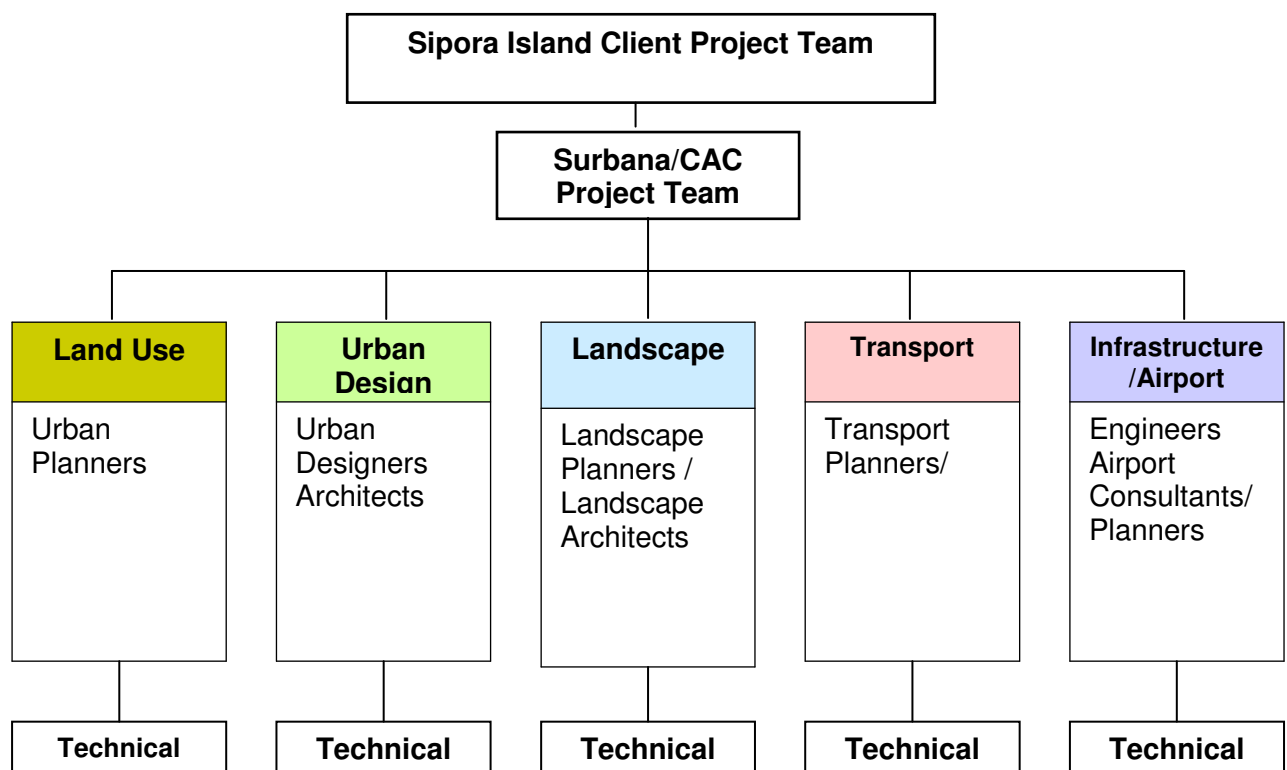 Sipora Island Client Project Team
Surbana/CAC
Project Team
Land Use
Urban
Planners
Technical
Urban
Design
Urban
Designers
Architects
Technical
Landscape
Landscape
Planners /
Landscape
Architects
Technical
Transport
Transport
Planners/
Technical
Infrastructure
/Airport
Engineers
Airport
Consultants/
Planners
Technical